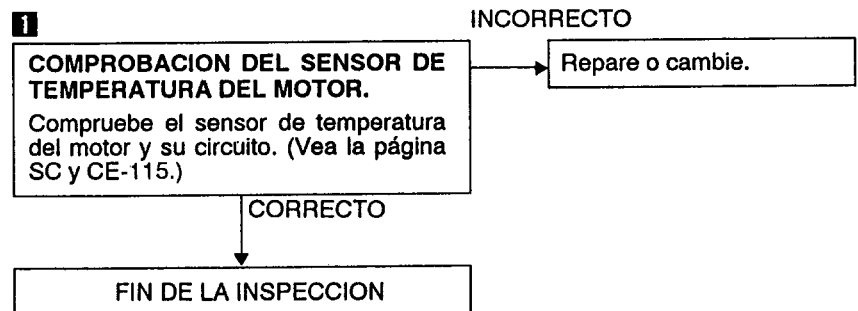 1
INCORRECTO
COMPROBACION DEL SENSOR DE
TEMPERATURA DEL MOTOR.
Compruebe el sensor de temperatura
del motor y su circuito. (Vea la página
SC y CE-115.)
Repare o cambie.
CORRECTO
FIN DE LA INSPECCION